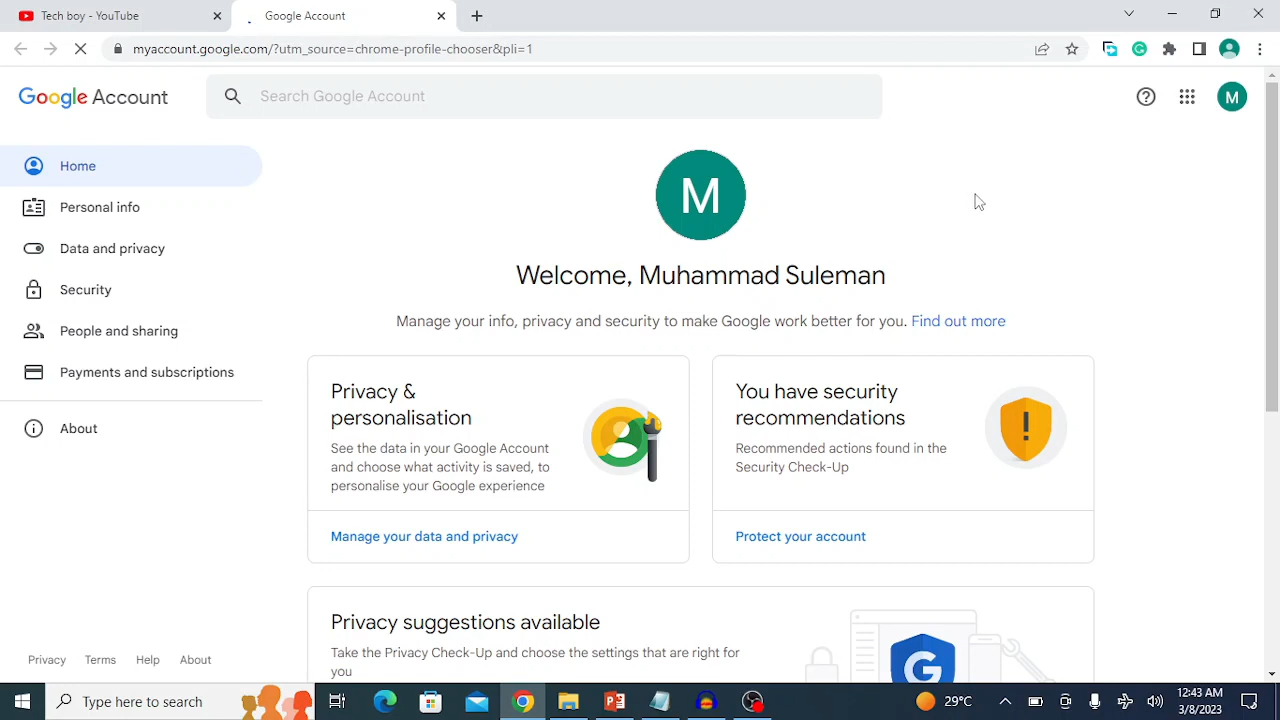 Tech boy - YouTube
Google Account
myaccount.google.com/?utm_source=chrome-profile-chooser&pli=1
Google Account
Search Google Account
M
Home
Personal info
Data and privacy
Security
People and sharing
Payments and subscriptions
About
M
Welcome, Muhammad Suleman
Manage your info, privacy and security to make Google work better for you. Find out more
Privacy &
personalisation
See the data in your Google Account
and choose what activity is saved, to
personalise your Google experience
Manage your data and privacy
You have security
recommendations
Recommended actions found in the
Security Check-Up
Protect your account
Privacy suggestions available
Take the Privacy Check-Up and choose the settings that are right for
you
G
Privacy Terms Help About
Type here to search
29°C
12:43 AM
3/8/2023